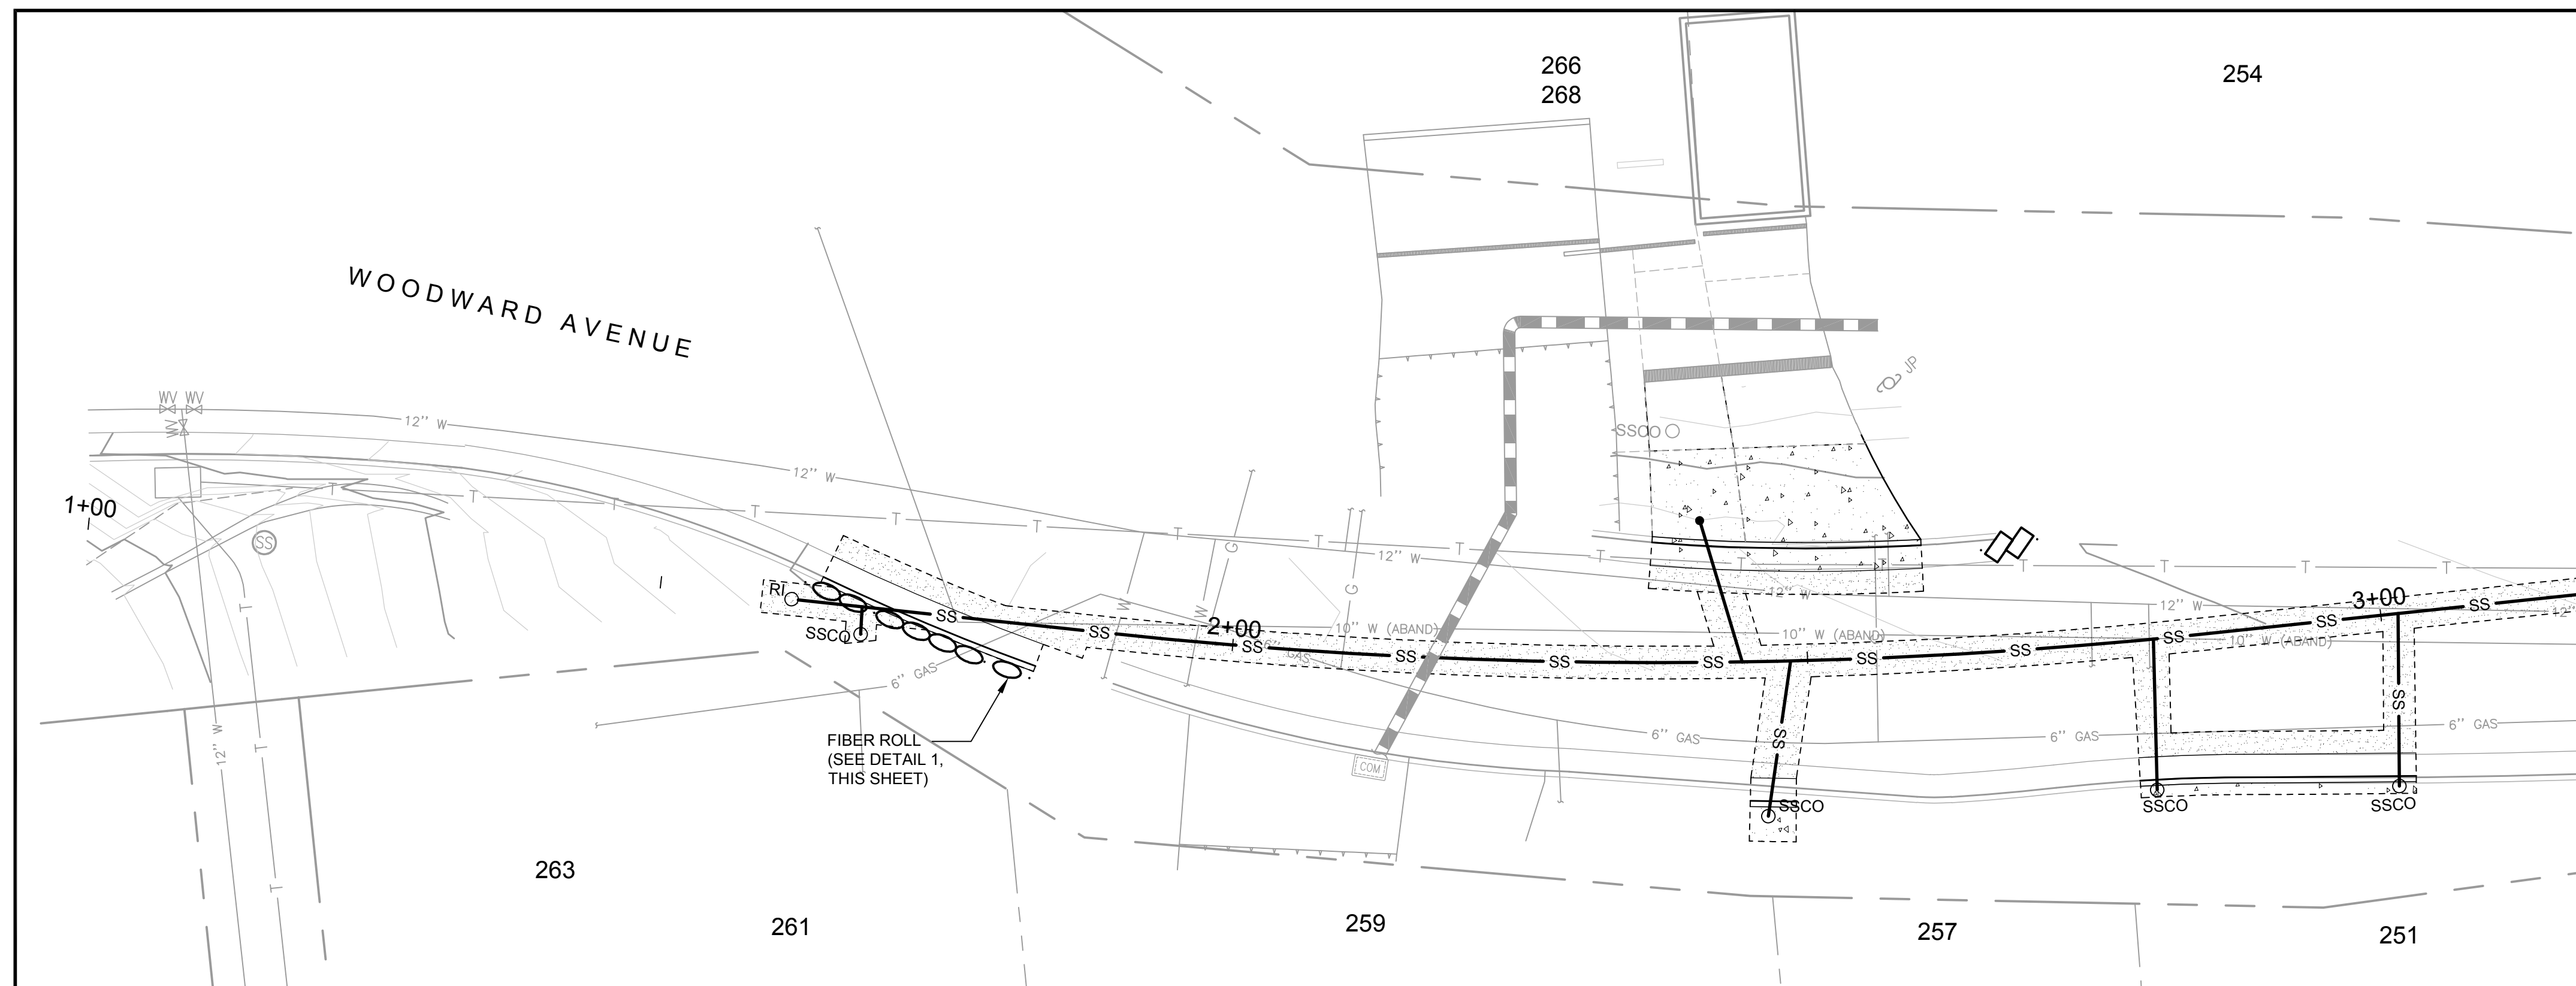 266
268
254
WOODWARD AVENUE
JP
WV WV
WV
12" W
SSCO
12" W
1+00
T T T T T T T T T T T T T T T T
SS
G
12" W
G
RI
W
W
12" W
3+00
12" W
12"
SS SS SS SS SS SS SS SS SS SS SS
2+00
10" W (ABAND)
10" W (ABAND)
10" W (ABAND)
SSCO
6" GAS
6" GAS
T
SS
SS
6" GAS
6" GAS
6" GAS
12" W
T
FIBER ROLL
(SEE DETAIL 1,
THIS SHEET)
COM
SSCO
SSCO
SSCO
T
263
261
259
257
251